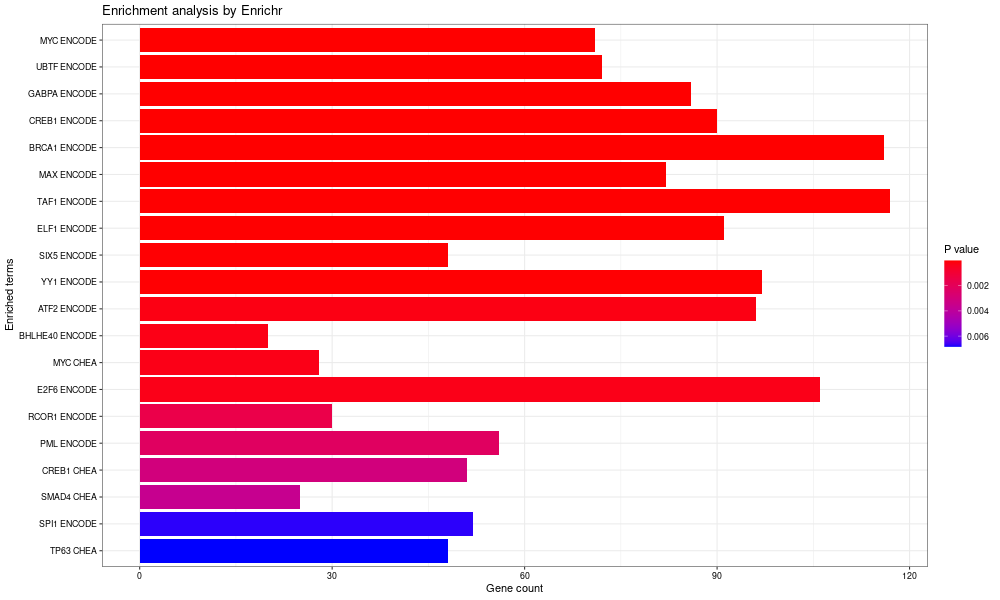 Enrichment analysis by Enrichr
Enriched terms
MYC ENCODE
UBTF ENCODE
GABPA ENCODE
CREB1 ENCODE
BRCA1 ENCODE
MAX ENCODE
TAF1 ENCODE
ELF1 ENCODE
SIX5 ENCODE
YY1 ENCODE
ATF2 ENCODE
BHLHE40 ENCODE
MYC CHEA
E2F6 ENCODE
RCOR1 ENCODE
PML ENCODE
CREB1 CHEA
SMAD4 CHEA
SPI1 ENCODE
TP63 CHEA
0 30 60 90 120
Gene count
P value
0.002
0.004
0.006